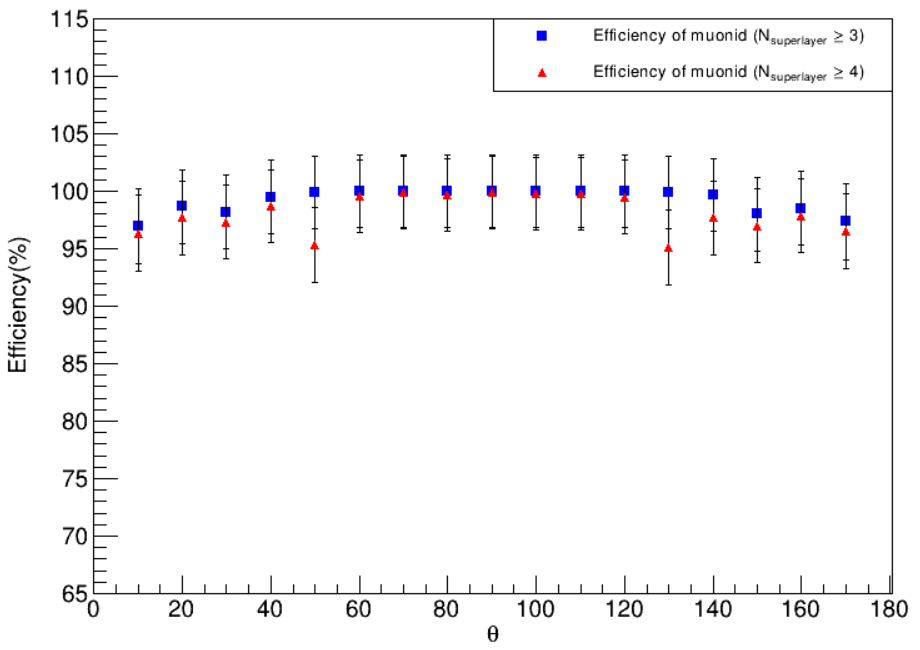 Efficiency of muonid (N_superlayer ≥ 3)
Efficiency of muonid (N_superlayer ≥ 4)
Efficiency(%)
115
110
105
100
95
90
85
80
75
70
65
0 20 40 60 80 100 120 140 160 180
θ